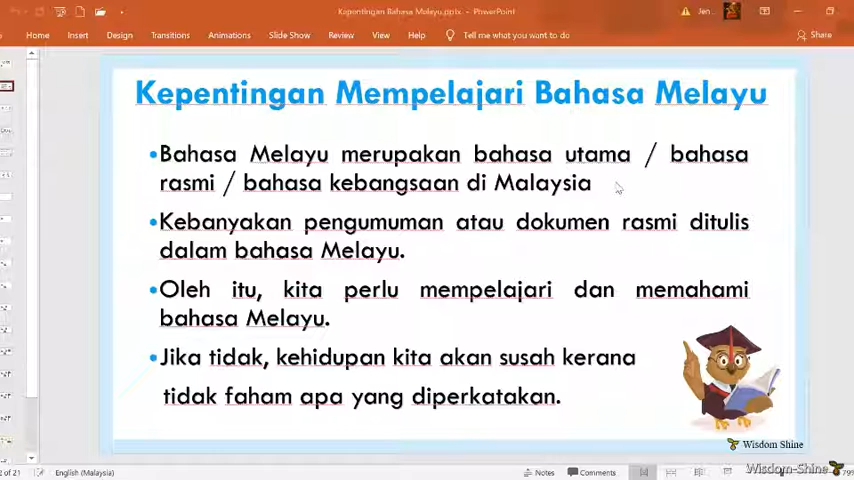 Kepentingan Bahasa Melayu.pptx - PowerPoint
Jen...
Home Insert Design Transitions Animations Slide Show Review View Help Tell me what you want to do Share
Kepentingan Mempelajari Bahasa Melayu
•Bahasa Melayu merupakan bahasa utama / bahasa
rasmi / bahasa kebangsaan di Malaysia
•Kebanyakan pengumuman atau dokumen rasmi ditulis
dalam bahasa Melayu.
•Oleh itu, kita perlu mempelajari dan memahami
bahasa Melayu.
•Jika tidak, kehidupan kita akan susah kerana
tidak faham apa yang diperkatakan.
Wisdom Shine
2 of 21 English (Malaysia) Notes Comments Wisdom-Shine 79%